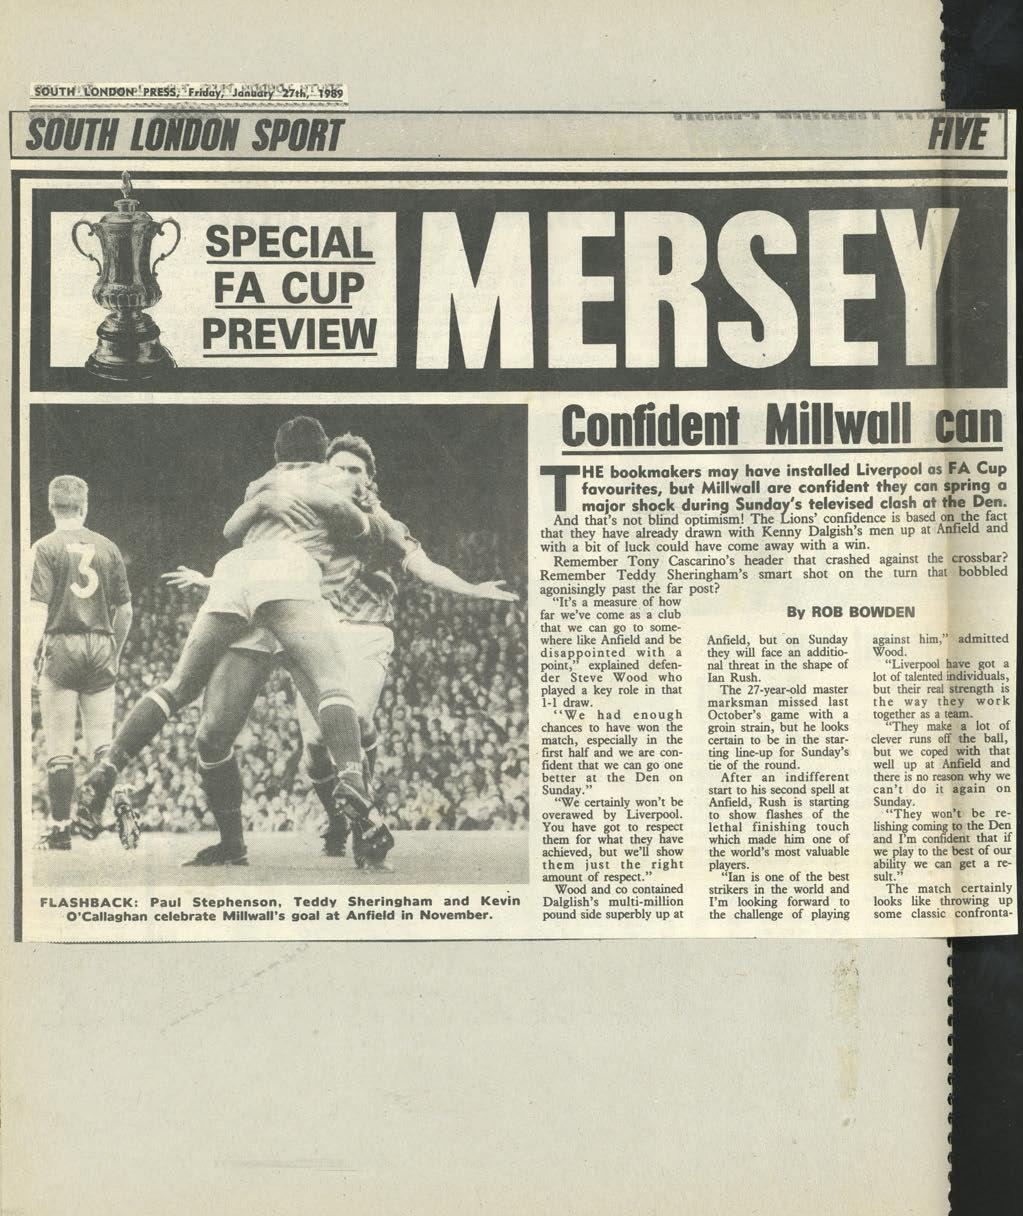 SOUTH LONDON PRESS, Friday, January 27th, 1989
SOUTH LONDON SPORT
FIVE
SPECIAL
FA CUP
PREVIEW
MERSEY
3
FLASHBACK: Paul Stephenson, Teddy Sheringham and Kevin
O'Callaghan celebrate Millwall's goal at Anfield in November.
Confident Millwall can
THE bookmakers may have installed Liverpool as FA Cup
favourites, but Millwall are confident they can spring a
major shock during Sunday's televised clash at the Den.
And that's not blind optimism! The Lions' confidence is based on the fact
that they have already drawn with Kenny Dalgish's men up at Anfield and
with a bit of luck could have come away with a win.
Remember Tony Cascarino's header that crashed against the crossbar?
Remember Teddy Sheringham's smart shot on the turn that bobbled
agonisingly past the far post?
By ROB BOWDEN
"It's a measure of how
far we've come as a club
that we can go to some-
where like Anfield and be
disappointed with a
point," explained defen-
der Steve Wood who
played a key role in that
1-1 draw.
"We had enough
chances to have won the
match, especially in the
first half and we are con-
fident that we can go one
better at the Den on
Sunday."
"We certainly won't be
overawed by Liverpool.
You have got to respect
them for what they have
achieved, but we'll show
them just the right
amount of respect."
Wood and co contained
Dalglish's multi-million
pound side superbly up at
Anfield, but on Sunday
they will face an additio-
nal threat in the shape of
Ian Rush.
The 27-year-old master
marksman missed last
October's game with a
groin strain, but he looks
certain to be in the star-
ting line-up for Sunday's
tie of the round.
After an indifferent
start to his second spell at
Anfield, Rush is starting
to show flashes of the
lethal finishing touch
which made him one of
the world's most valuable
players.
"Ian is one of the best
strikers in the world and
I'm looking forward to
the challenge of playing
against him," admitted
Wood.
"Liverpool have got a
lot of talented individuals,
but their real strength is
the way they work
together as a team.
"They make a lot of
clever runs off the ball,
but we coped with that
well up at Anfield and
there is no reason why we
can't do it again on
Sunday.
"They won't be re-
lishing coming to the Den
and I'm confident that if
we play to the best of our
ability we can get a re-
sult."
The match certainly
looks like throwing up
some classic confronta-